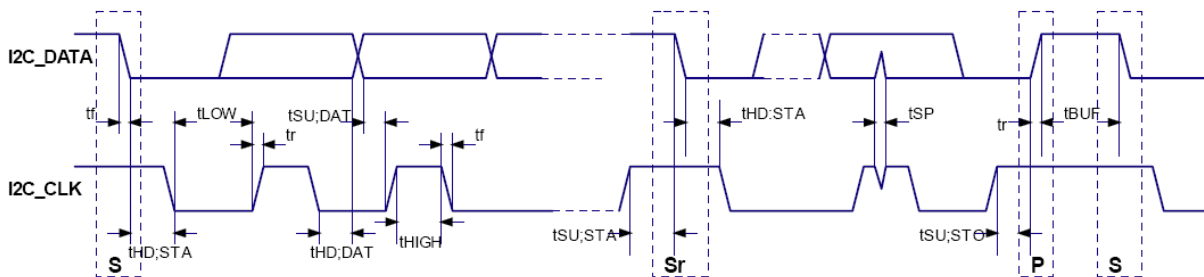 I2C_DATA
tf
tLOW
tSU;DAT
tr
tf
tHD:STA
tSP
tr
tBUF
I2C_CLK
tHD;STA
tHD;DAT
tHIGH
tSU;STA
tSU;STO
S
Sr
P
S